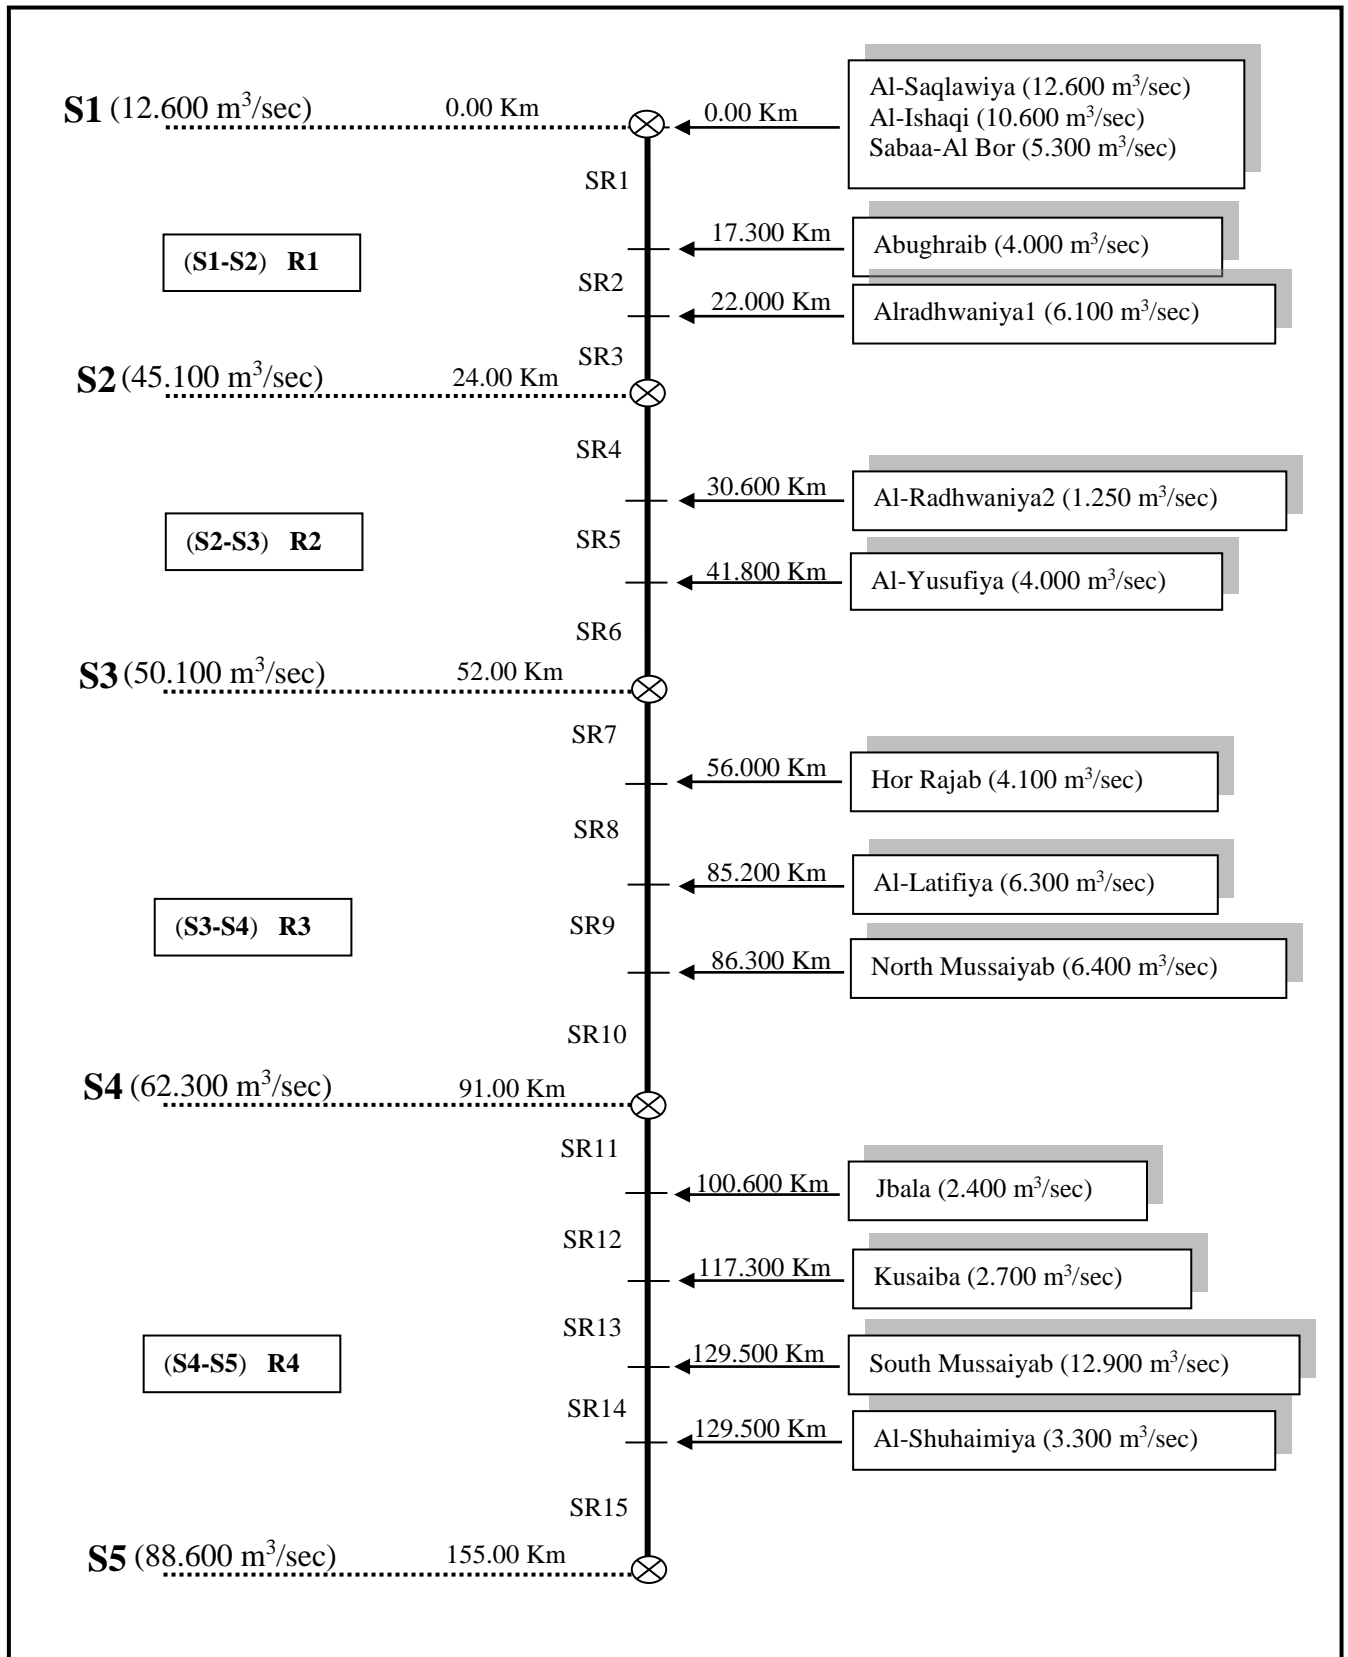 S1 (12.600 m³/sec) 0.00 Km 0.00 Km
Al-Saqlawiya (12.600 m³/sec)
Al-Ishaqi (10.600 m³/sec)
Sabaa-Al Bor (5.300 m³/sec)
SR1
17.300 Km Abughraib (4.000 m³/sec)
(S1-S2) R1
SR2
22.000 Km Alradhwaniya1 (6.100 m³/sec)
SR3
S2 (45.100 m³/sec) 24.00 Km
SR4
30.600 Km Al-Radhwaniya2 (1.250 m³/sec)
(S2-S3) R2
SR5
41.800 Km Al-Yusufiya (4.000 m³/sec)
SR6
S3 (50.100 m³/sec) 52.00 Km
SR7
56.000 Km Hor Rajab (4.100 m³/sec)
SR8
85.200 Km Al-Latifiya (6.300 m³/sec)
(S3-S4) R3
SR9
86.300 Km North Mussaiyab (6.400 m³/sec)
SR10
S4 (62.300 m³/sec) 91.00 Km
SR11
100.600 Km Jbala (2.400 m³/sec)
SR12
117.300 Km Kusaiba (2.700 m³/sec)
SR13
129.500 Km South Mussaiyab (12.900 m³/sec)
(S4-S5) R4
SR14
129.500 Km Al-Shuhaimiya (3.300 m³/sec)
SR15
S5 (88.600 m³/sec) 155.00 Km